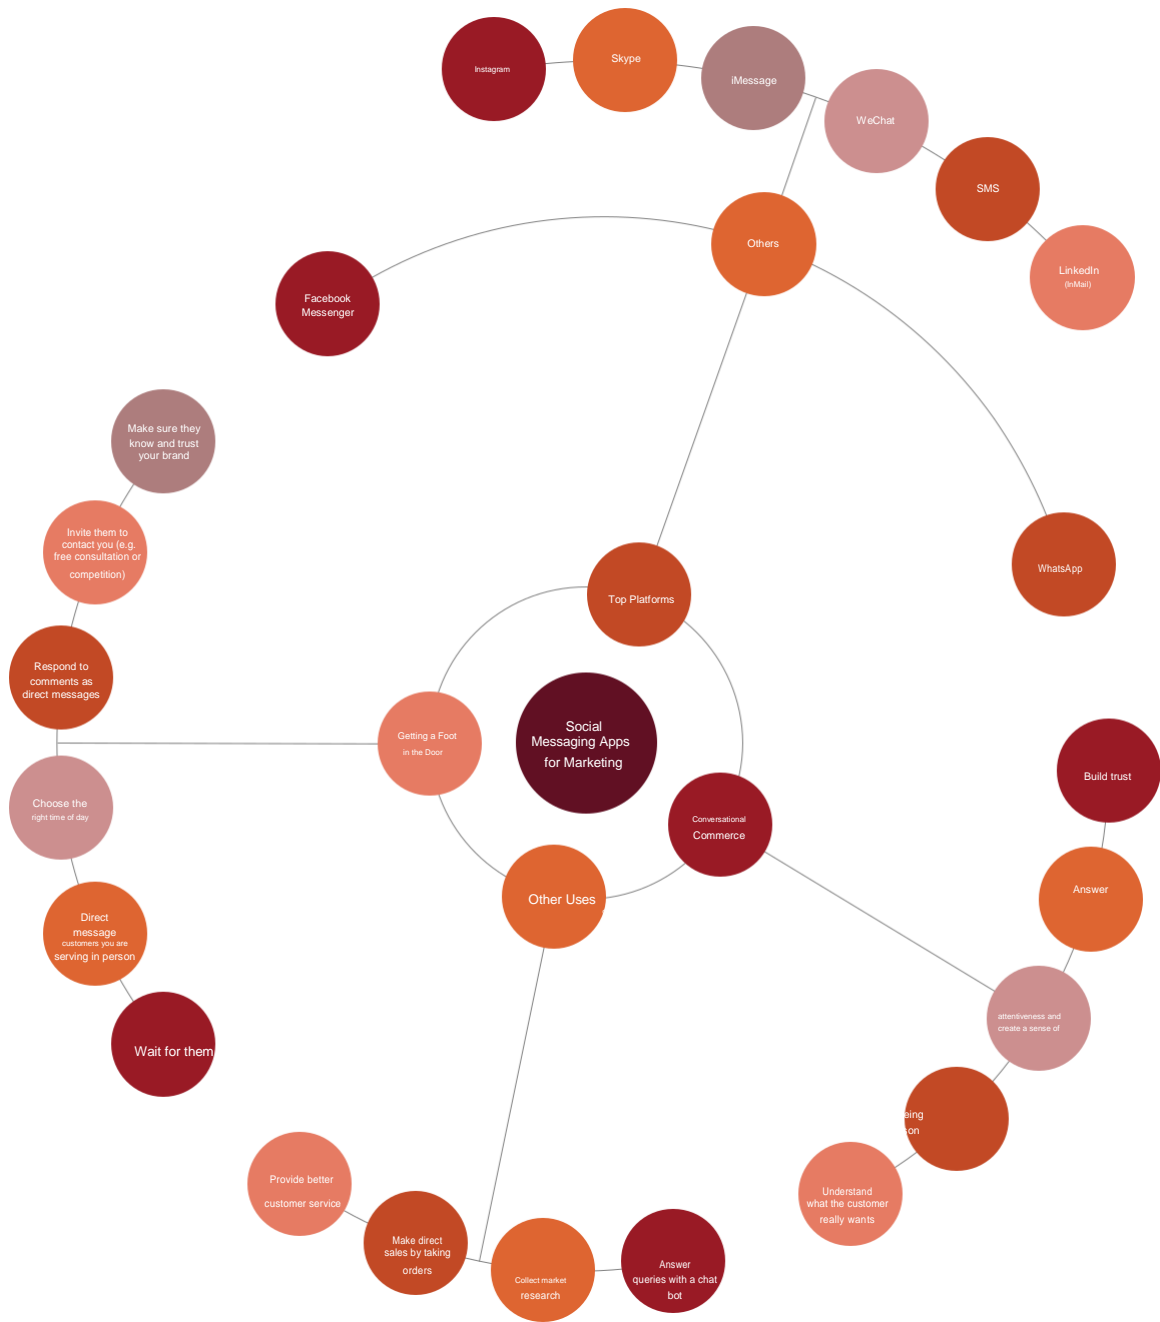 Instagram
Skype
iMessage
WeChat
SMS
LinkedIn
(InMail)
Others
Facebook
Messenger
WhatsApp
Top Platforms
Make sure they
know and trust
your brand
Invite them to
contact you (e.g.
free consultation or
competition)
Respond to
comments as
direct messages
Choose the
right time of day
Direct
message
customers you are
serving in person
Wait for them
Getting a Foot
in the Door
Social
Messaging Apps
for Marketing
Conversational
Commerce
Other Uses
Build trust
Answer
attentiveness and
create a sense of
Understand
what the customer
really wants
Provide better
customer service
Make direct
sales by taking
orders
Collect market
research
Answer
queries with a chat
bot